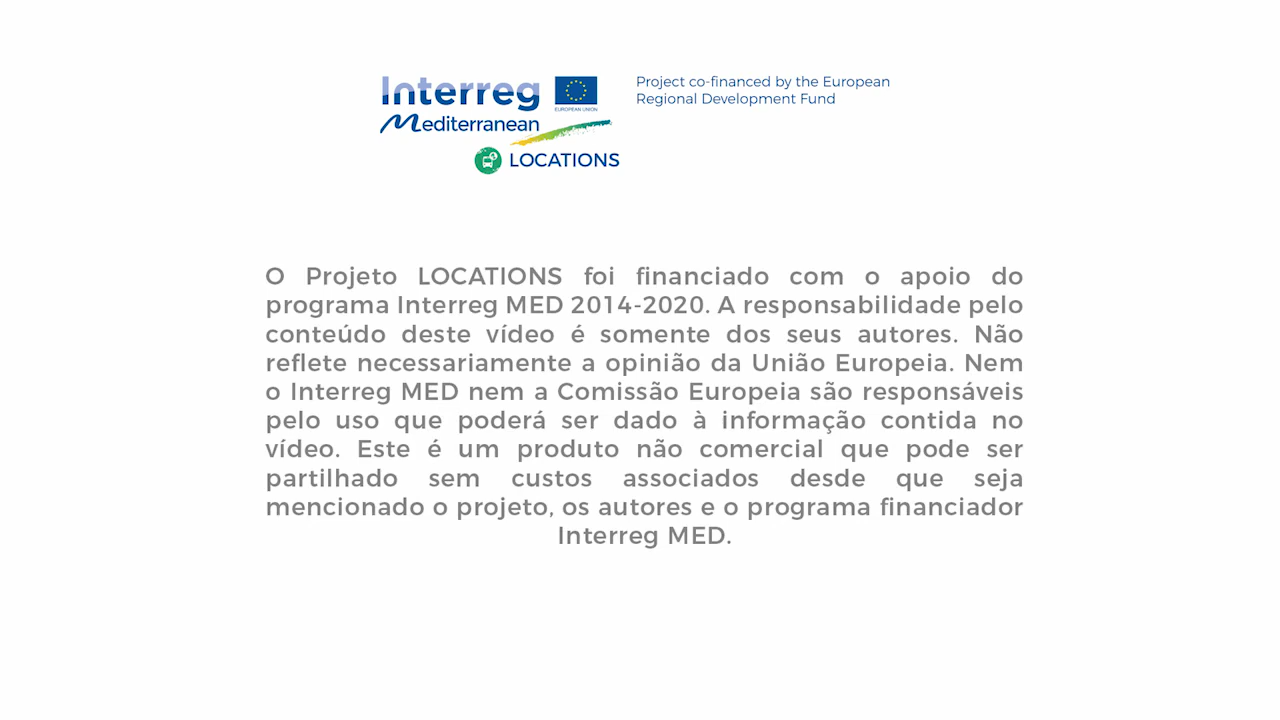 Interreg
EUROPEAN UNION
Mediterranean
LOCATIONS
Project co-financed by the European
Regional Development Fund
O Projeto LOCATIONS foi financiado com o apoio do
programa Interreg MED 2014-2020. A responsabilidade pelo
conteúdo deste vídeo é somente dos seus autores. Não
reflete necessariamente a opinião da União Europeia. Nem
o Interreg MED nem a Comissão Europeia são responsáveis
pelo uso que poderá ser dado à informação contida no
vídeo. Este é um produto não comercial que pode ser
partilhado sem custos associados desde que seja
mencionado o projeto, os autores e o programa financiador
Interreg MED.